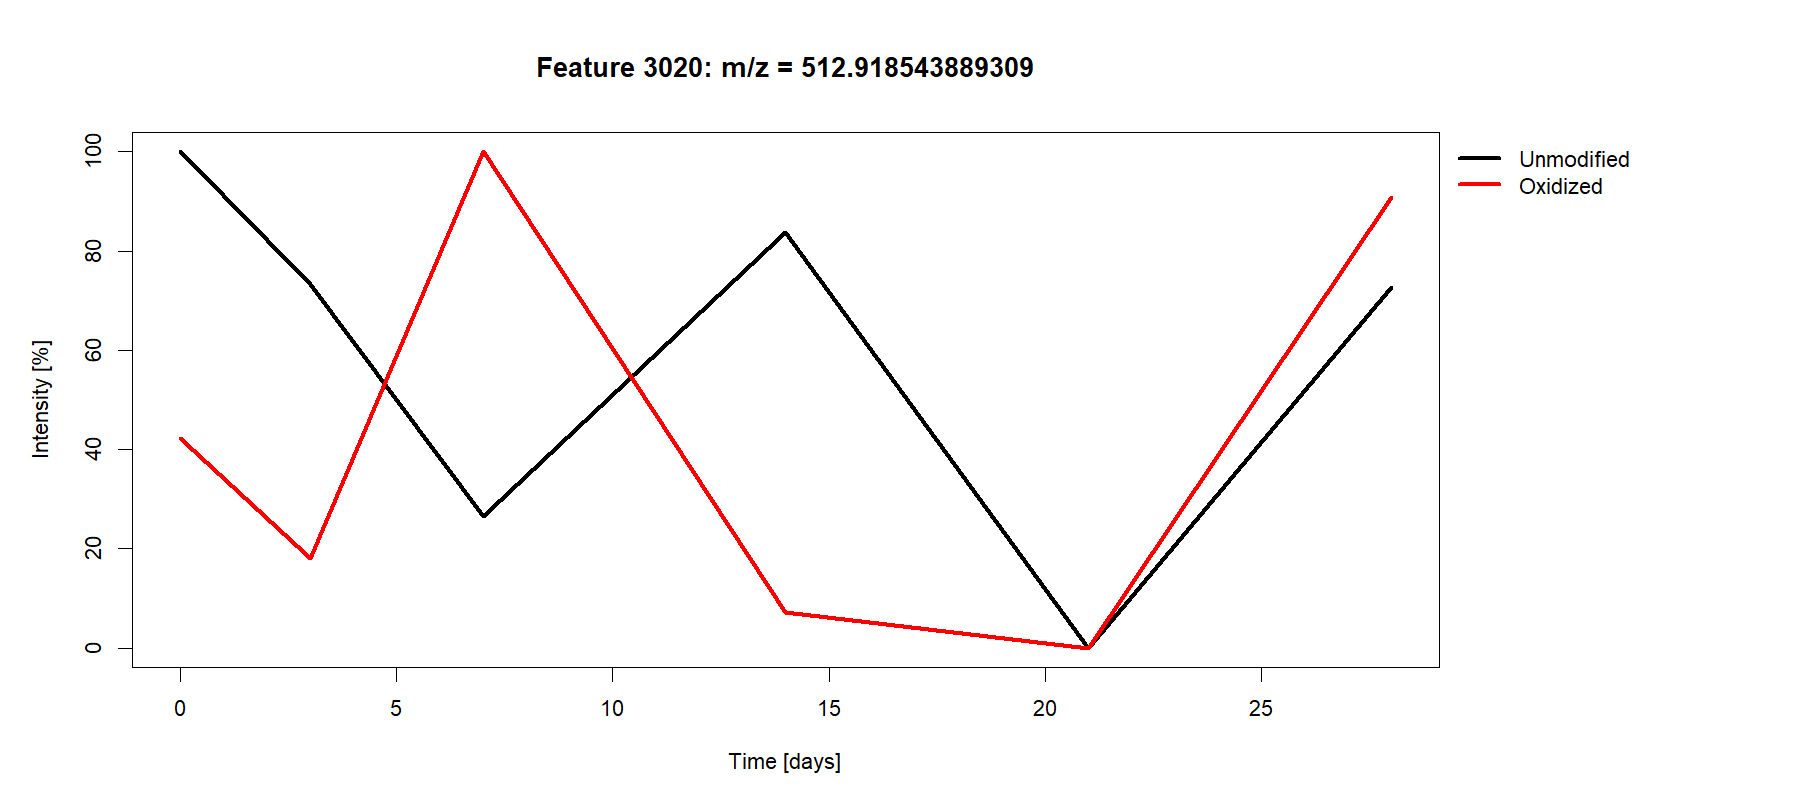 Feature 3020: m/z = 512.918543889309
Unmodified
Oxidized
Intensity [%]
100
80
60
40
20
0
0 5 10 15 20 25
Time [days]